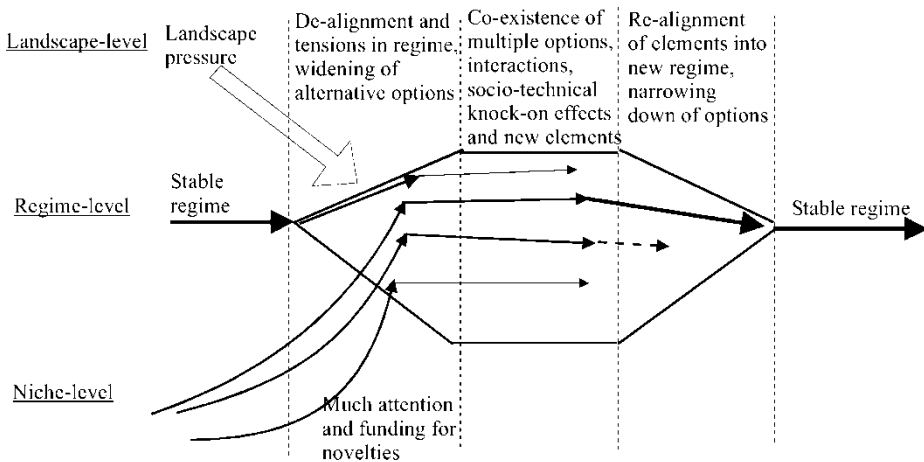 Landscape-level
Landscape
pressure
De-alignment and
tensions in regime,
widening of
alternative options
Co-existence of
multiple options,
interactions,
socio-technical
knock-on effects
and new elements
Re-alignment
of elements into
new regime,
narrowing
down of options
Regime-level
Stable
regime
Stable regime
Niche-level
Much attention
and funding for
novelties